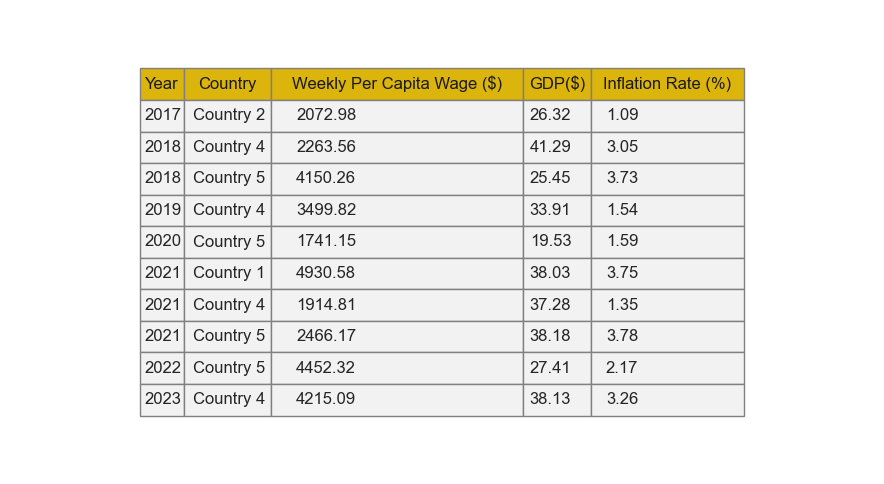 Year Country Weekly Per Capita Wage ($) GDP($) Inflation Rate (%)
2017 Country 2 2072.98 26.32 1.09
2018 Country 4 2263.56 41.29 3.05
2018 Country 5 4150.26 25.45 3.73
2019 Country 4 3499.82 33.91 1.54
2020 Country 5 1741.15 19.53 1.59
2021 Country 1 4930.58 38.03 3.75
2021 Country 4 1914.81 37.28 1.35
2021 Country 5 2466.17 38.18 3.78
2022 Country 5 4452.32 27.41 2.17
2023 Country 4 4215.09 38.13 3.26